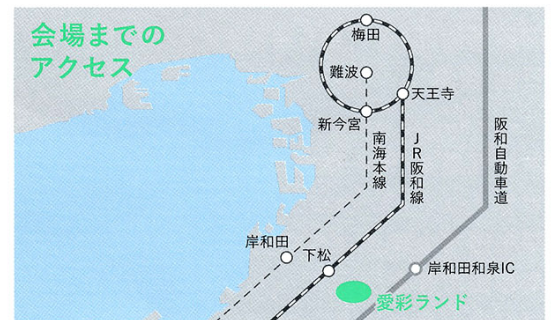 会場までの
アクセス
梅田
難波
天王寺
新今宮
南海本線
JR阪和線
阪和自動車道
岸和田
下松
岸和田和泉IC
愛彩ランド